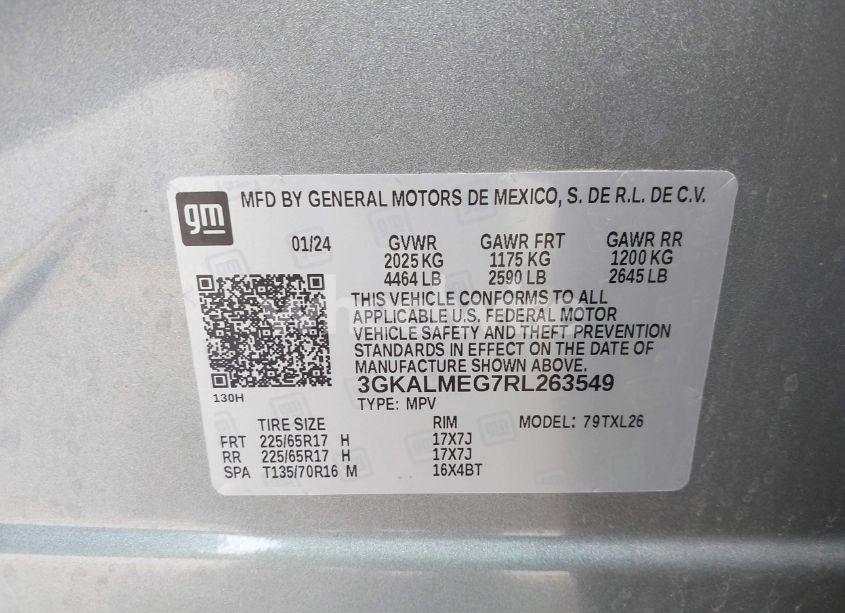 gm
MFD BY GENERAL MOTORS DE MEXICO, S. DE R.L. DE C.V.
01/24 GVWR GAWR FRT GAWR RR
2025 KG 1175 KG 1200 KG
4464 LB 2590 LB 2645 LB
THIS VEHICLE CONFORMS TO ALL
APPLICABLE U.S. FEDERAL MOTOR
VEHICLE SAFETY AND THEFT PREVENTION
STANDARDS IN EFFECT ON THE DATE OF
MANUFACTURE SHOWN ABOVE.
3GKALMEG7RL263549
130H
TYPE: MPV
TIRE SIZE RIM MODEL: 79TXL26
FRT 225/65R17 H 17X7J
RR 225/65R17 H 17X7J
SPA T135/70R16 M 16X4BT